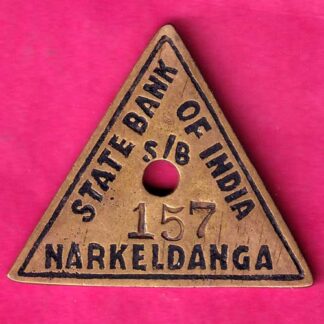 STATE BANK OF INDIA
S/B
157
NARKELDANGA